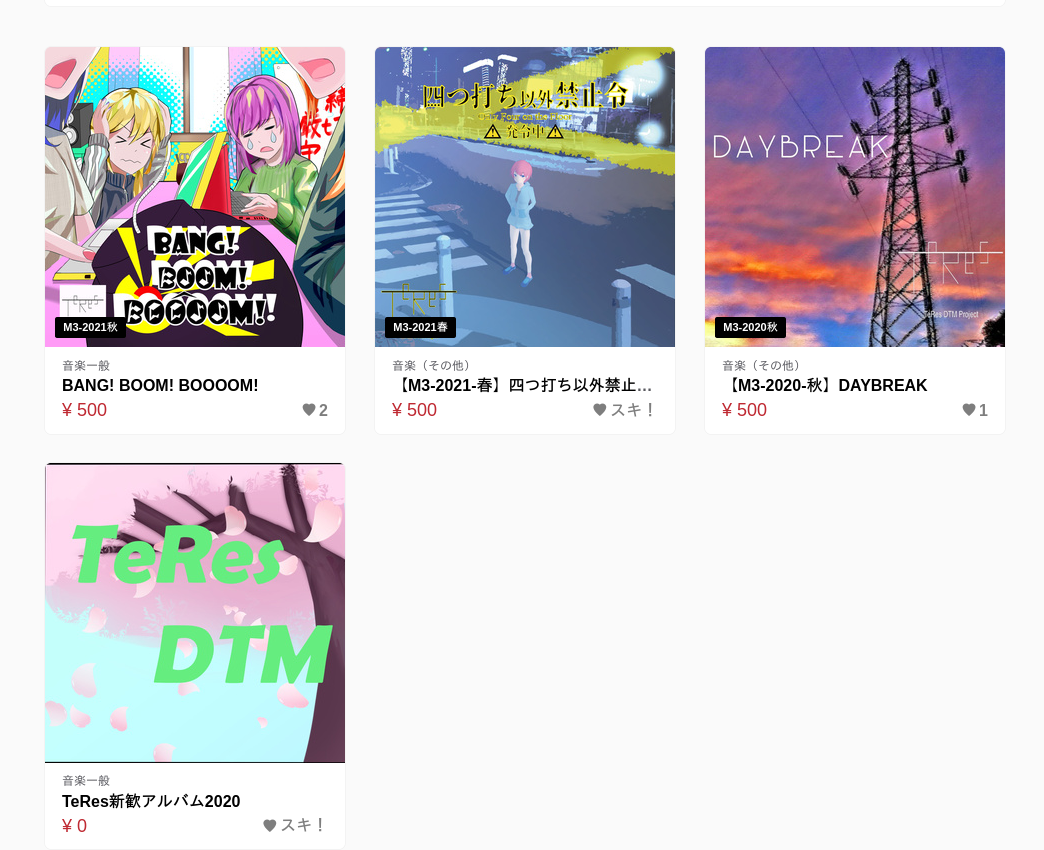 BANG!
BOOM!
BOOOOM!
TeRes
M3-2021秋
音楽一般
BANG! BOOM! BOOOOM!
¥ 500
2
四つ打ち以外禁止令
発令中
TeRes
M3-2021春
音楽（その他）
【M3-2021-春】四つ打ち以外禁止…
¥ 500
スキ！
DAYBREAK
TeRes
TeRes DTM Project
M3-2020秋
音楽（その他）
【M3-2020-秋】DAYBREAK
¥ 500
1
TeRes
DTM
音楽一般
TeRes新歓アルバム2020
¥ 0
スキ！